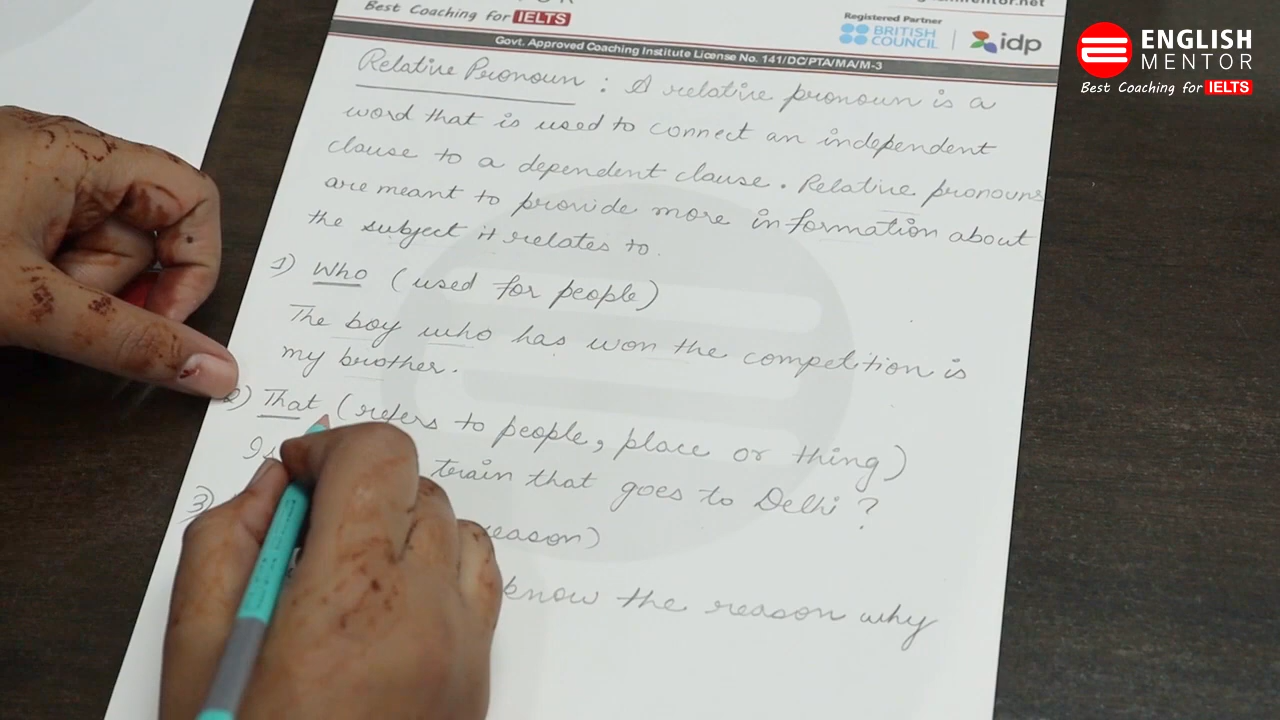 Best Coaching for IELTS
Registered Partner
BRITISH COUNCIL
idp
Govt. Approved Coaching Institute License No. 141/DC/PTA/MA/M-3
ENGLISH MENTOR
Best Coaching for IELTS
Relative Pronoun : A relative pronoun is a
word that is used to connect an independent
clause to a dependent clause. Relative pronouns
are meant to provide more information about
the subject it relates to.
1) Who (used for people)
The boy who has won the competition is
my brother.
2) That (refers to people, place or thing)
train that goes to Delhi ?
3)
reason)
know the reason why